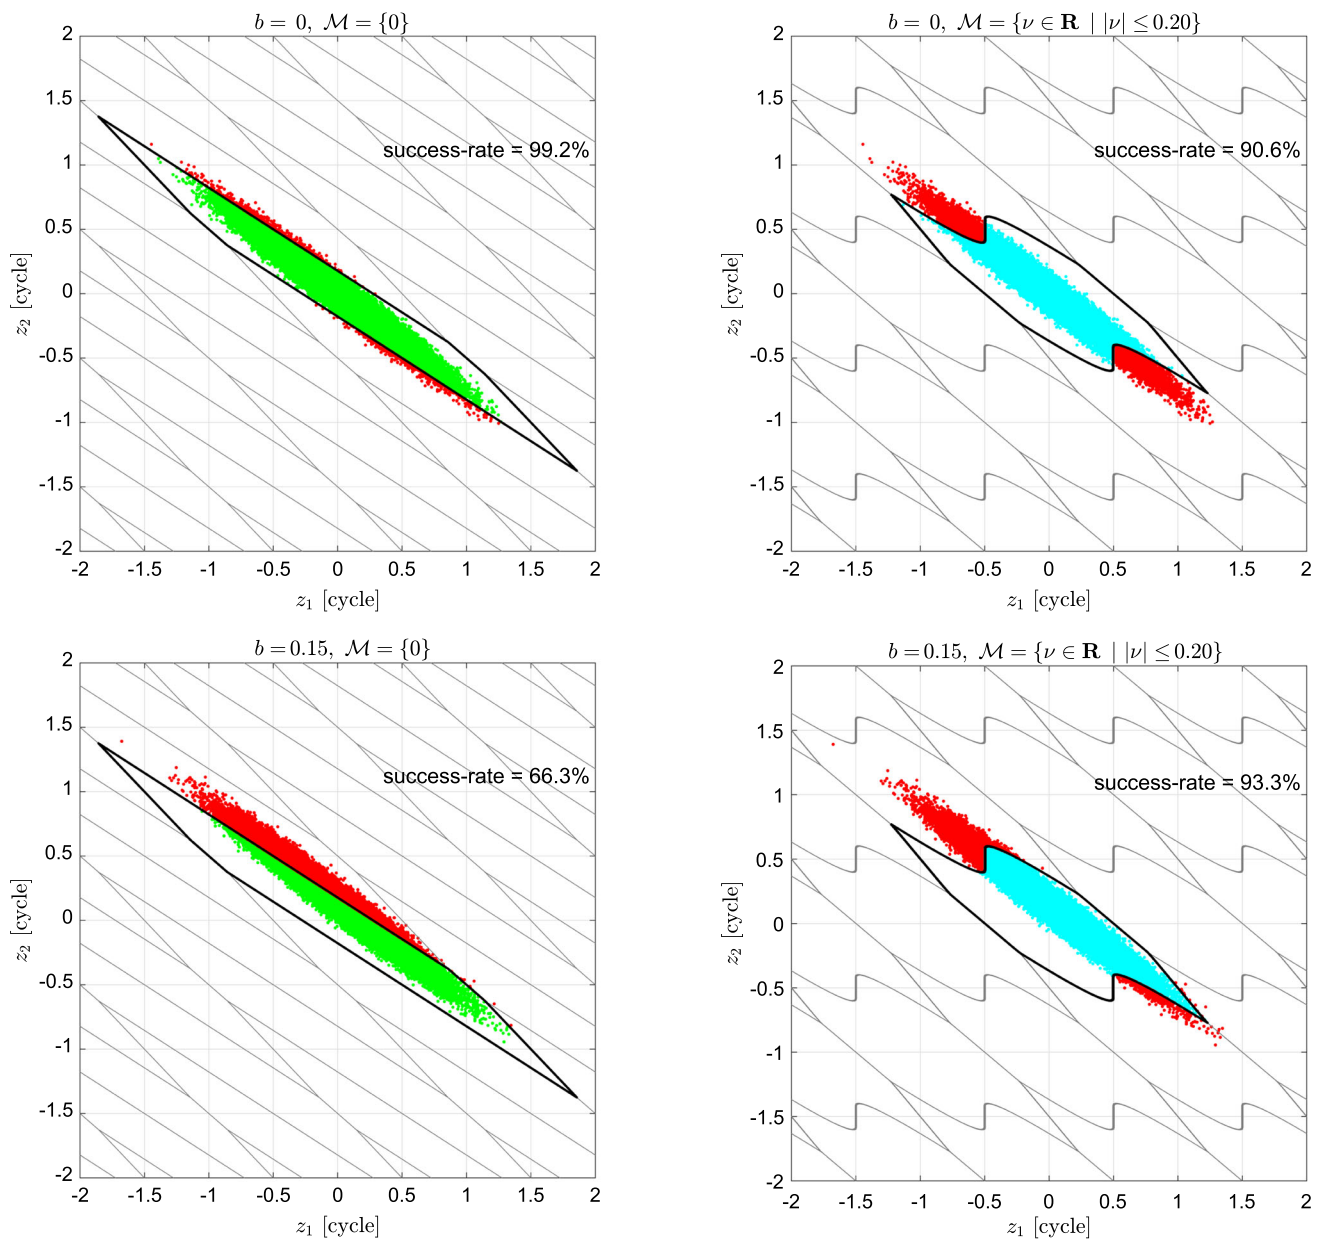 b = 0, ℳ = {0}
success-rate = 99.2%
2
1.5
1
0.5
0
-0.5
-1
-1.5
-2
-2 -1.5 -1 -0.5 0 0.5 1 1.5 2
z₁ [cycle]
z₂ [cycle]
b = 0, ℳ = {ν ∈ R | |ν| ≤ 0.20}
success-rate = 90.6%
2
1.5
1
0.5
0
-0.5
-1
-1.5
-2
-2 -1.5 -1 -0.5 0 0.5 1 1.5 2
z₁ [cycle]
z₂ [cycle]
b = 0.15, ℳ = {0}
success-rate = 66.3%
2
1.5
1
0.5
0
-0.5
-1
-1.5
-2
-2 -1.5 -1 -0.5 0 0.5 1 1.5 2
z₁ [cycle]
z₂ [cycle]
b = 0.15, ℳ = {ν ∈ R | |ν| ≤ 0.20}
success-rate = 93.3%
2
1.5
1
0.5
0
-0.5
-1
-1.5
-2
-2 -1.5 -1 -0.5 0 0.5 1 1.5 2
z₁ [cycle]
z₂ [cycle]